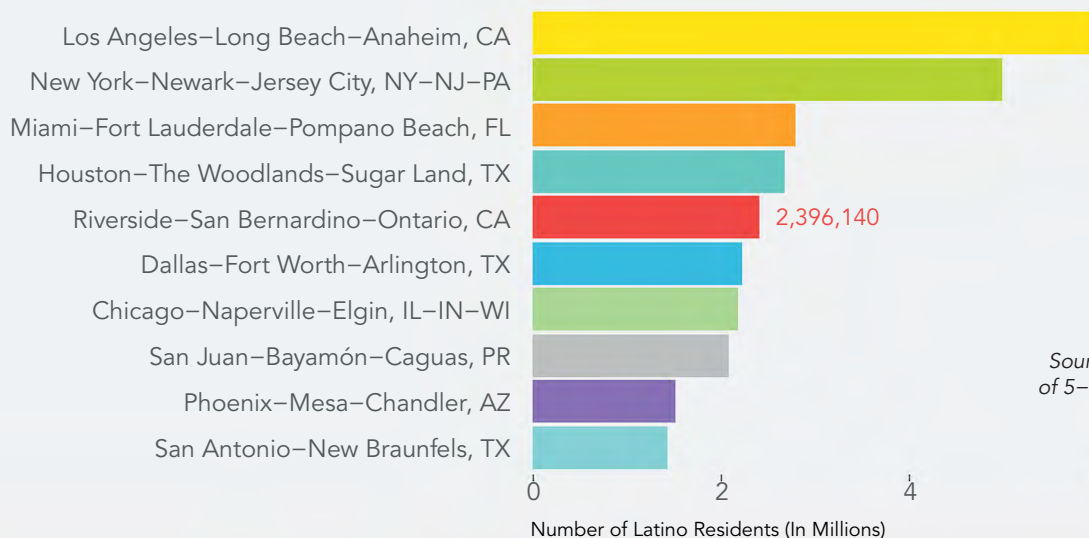 Los Angeles−Long Beach−Anaheim, CA
New York−Newark−Jersey City, NY−NJ−PA
Miami−Fort Lauderdale−Pompano Beach, FL
Houston−The Woodlands−Sugar Land, TX
Riverside−San Bernardino−Ontario, CA
2,396,140
Dallas−Fort Worth−Arlington, TX
Chicago−Naperville−Elgin, IL−IN−WI
San Juan−Bayamón−Caguas, PR
Phoenix−Mesa−Chandler, AZ
San Antonio−New Braunfels, TX
Sour
of 5−
0 2 4
Number of Latino Residents (In Millions)